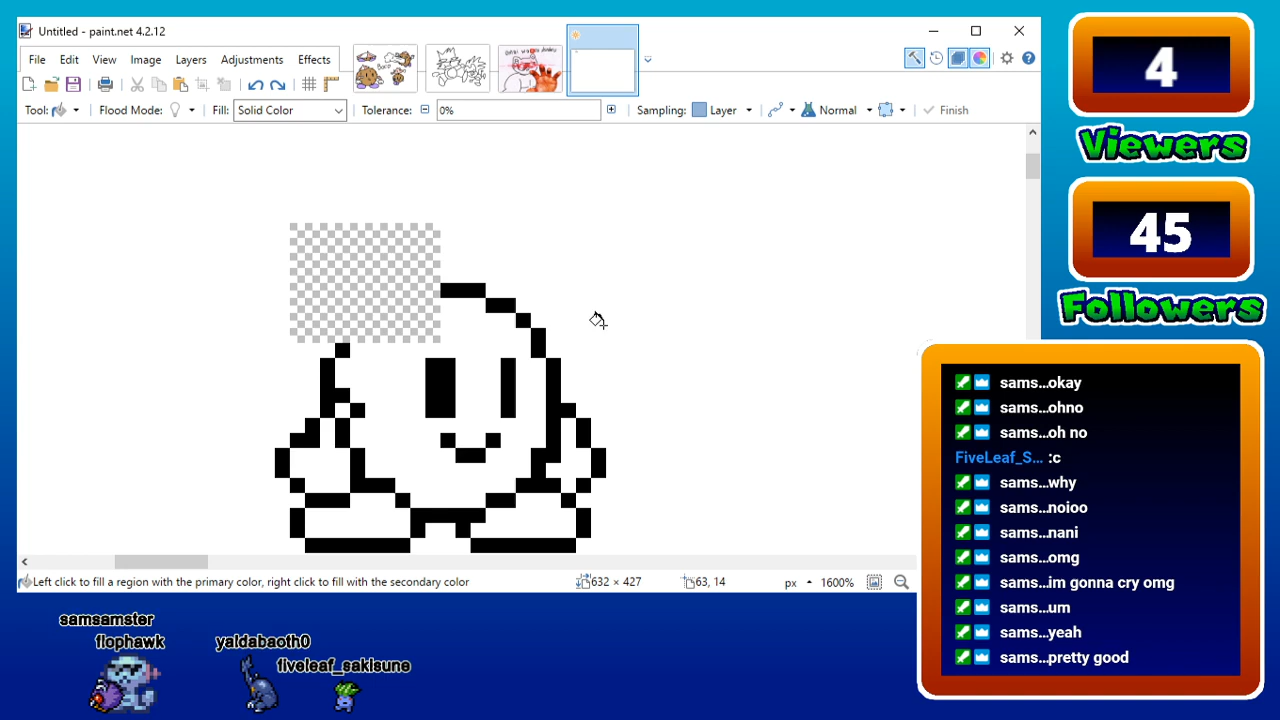 Untitled - paint.net 4.2.12
File Edit View Image Layers Adjustments Effects
Tool: Flood Mode: Fill: Solid Color Tolerance: 0% Sampling: Layer Normal Finish
Left click to fill a region with the primary color, right click to fill with the secondary color 632 × 427 63, 14 px 1600%
4
Viewers
45
Followers
sams...okay
sams...ohno
sams...oh no
FiveLeaf_S... :c
sams...why
sams...noioo
sams...nani
sams...omg
sams...im gonna cry omg
sams...um
sams...yeah
sams...pretty good
samsamster
flophawk
yaldabaoth0
fiveleaf_sakisune